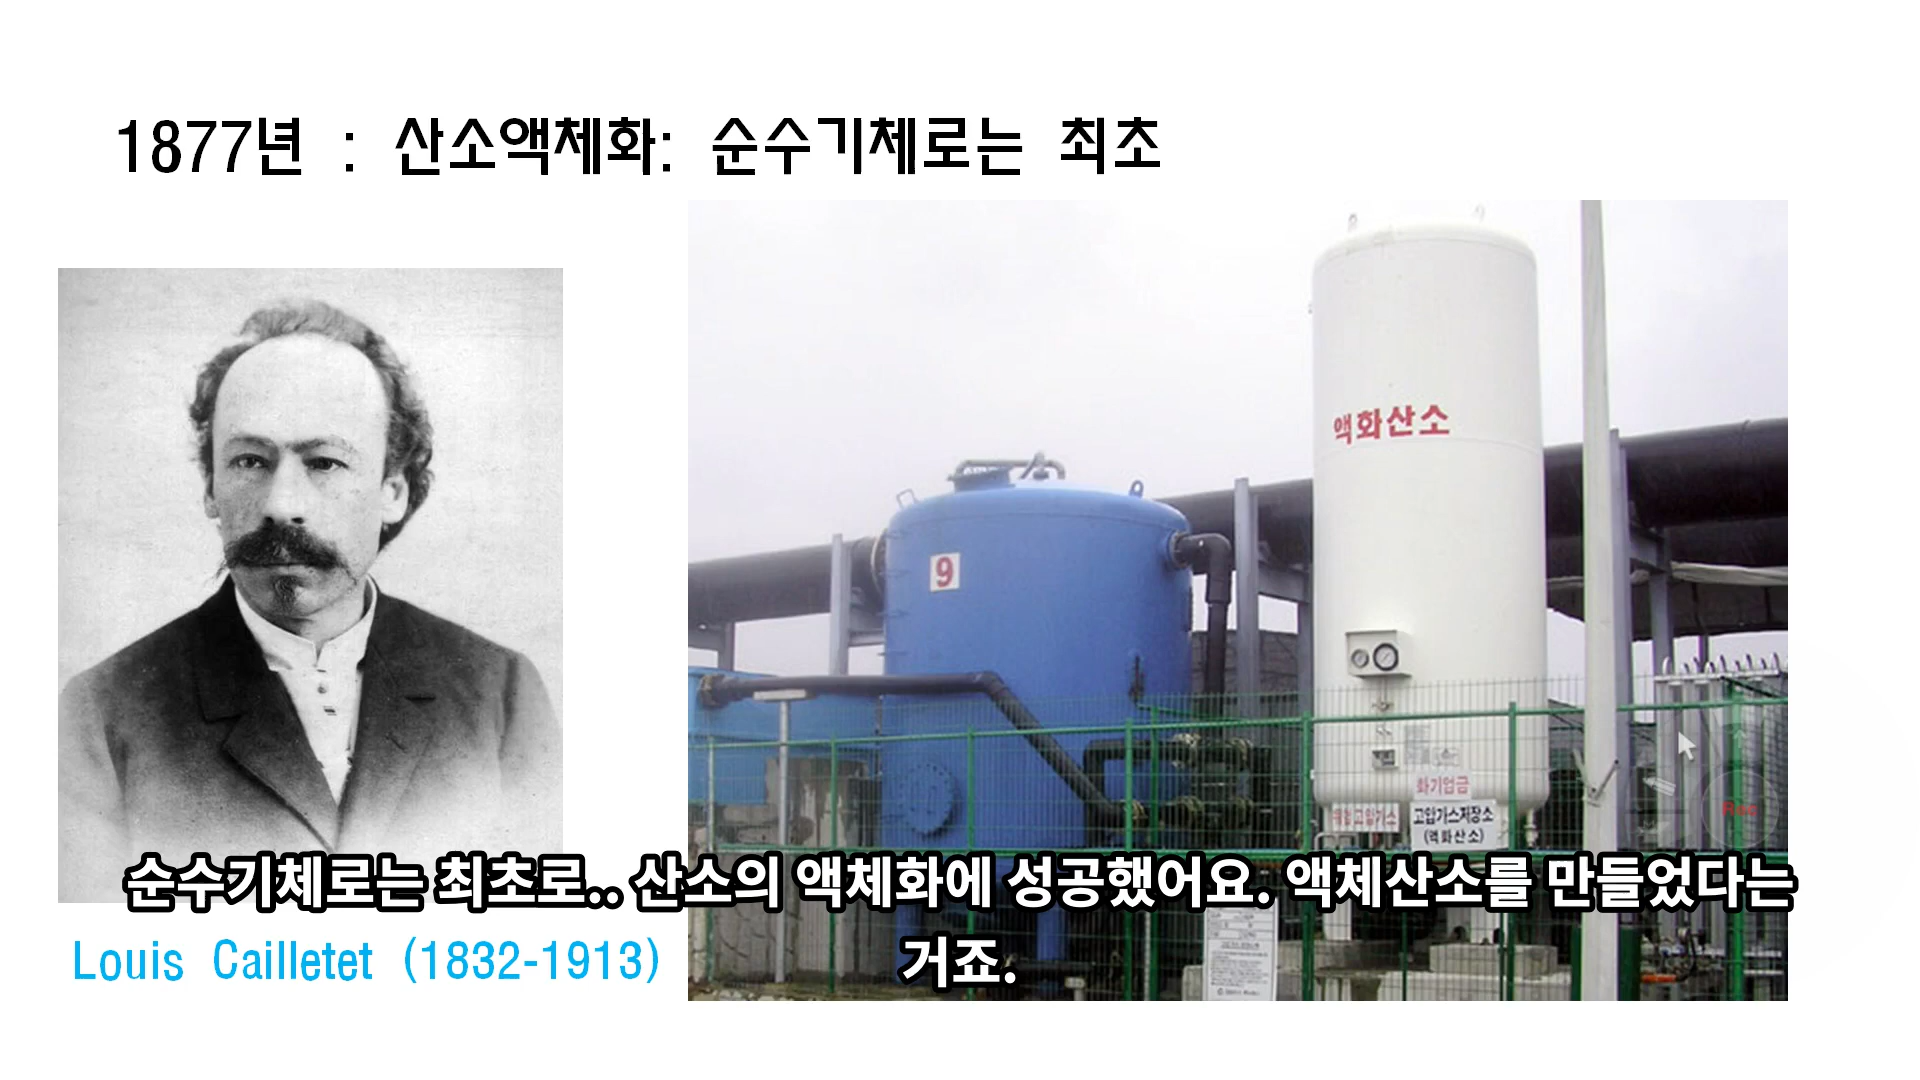 1877년 : 산소액체화: 순수기체로는 최초
액화산소
9
화기엄금
고압가스저장소
(액화산소)
Rec
순수기체로는 최초로.. 산소의 액체화에 성공했어요. 액체산소를 만들었다는
거죠.
Louis Cailletet (1832-1913)